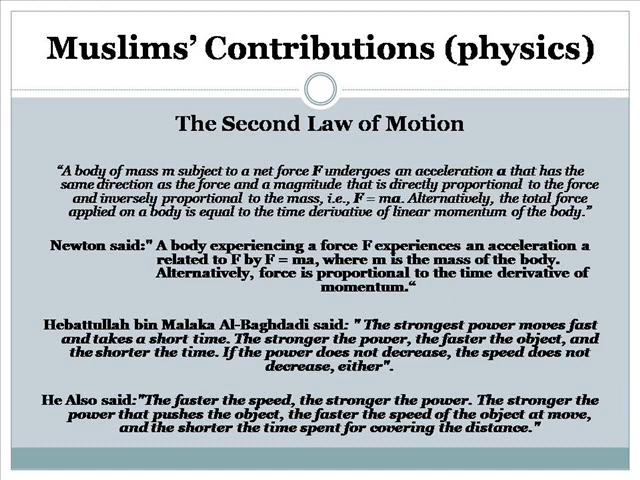 Muslims’ Contributions (physics)
The Second Law of Motion
“A body of mass m subject to a net force F undergoes an acceleration a that has the
same direction as the force and a magnitude that is directly proportional to the force
and inversely proportional to the mass, i.e., F = ma. Alternatively, the total force
applied on a body is equal to the time derivative of linear momentum of the body.”
Newton said:" A body experiencing a force F experiences an acceleration a
related to F by F = ma, where m is the mass of the body.
Alternatively, force is proportional to the time derivative of
momentum.“
Hebattullah bin Malaka Al-Baghdadi said: " The strongest power moves fast
and takes a short time. The stronger the power, the faster the object, and
the shorter the time. If the power does not decrease, the speed does not
decrease, either".
He Also said:"The faster the speed, the stronger the power. The stronger the
power that pushes the object, the faster the speed of the object at move,
and the shorter the time spent for covering the distance."